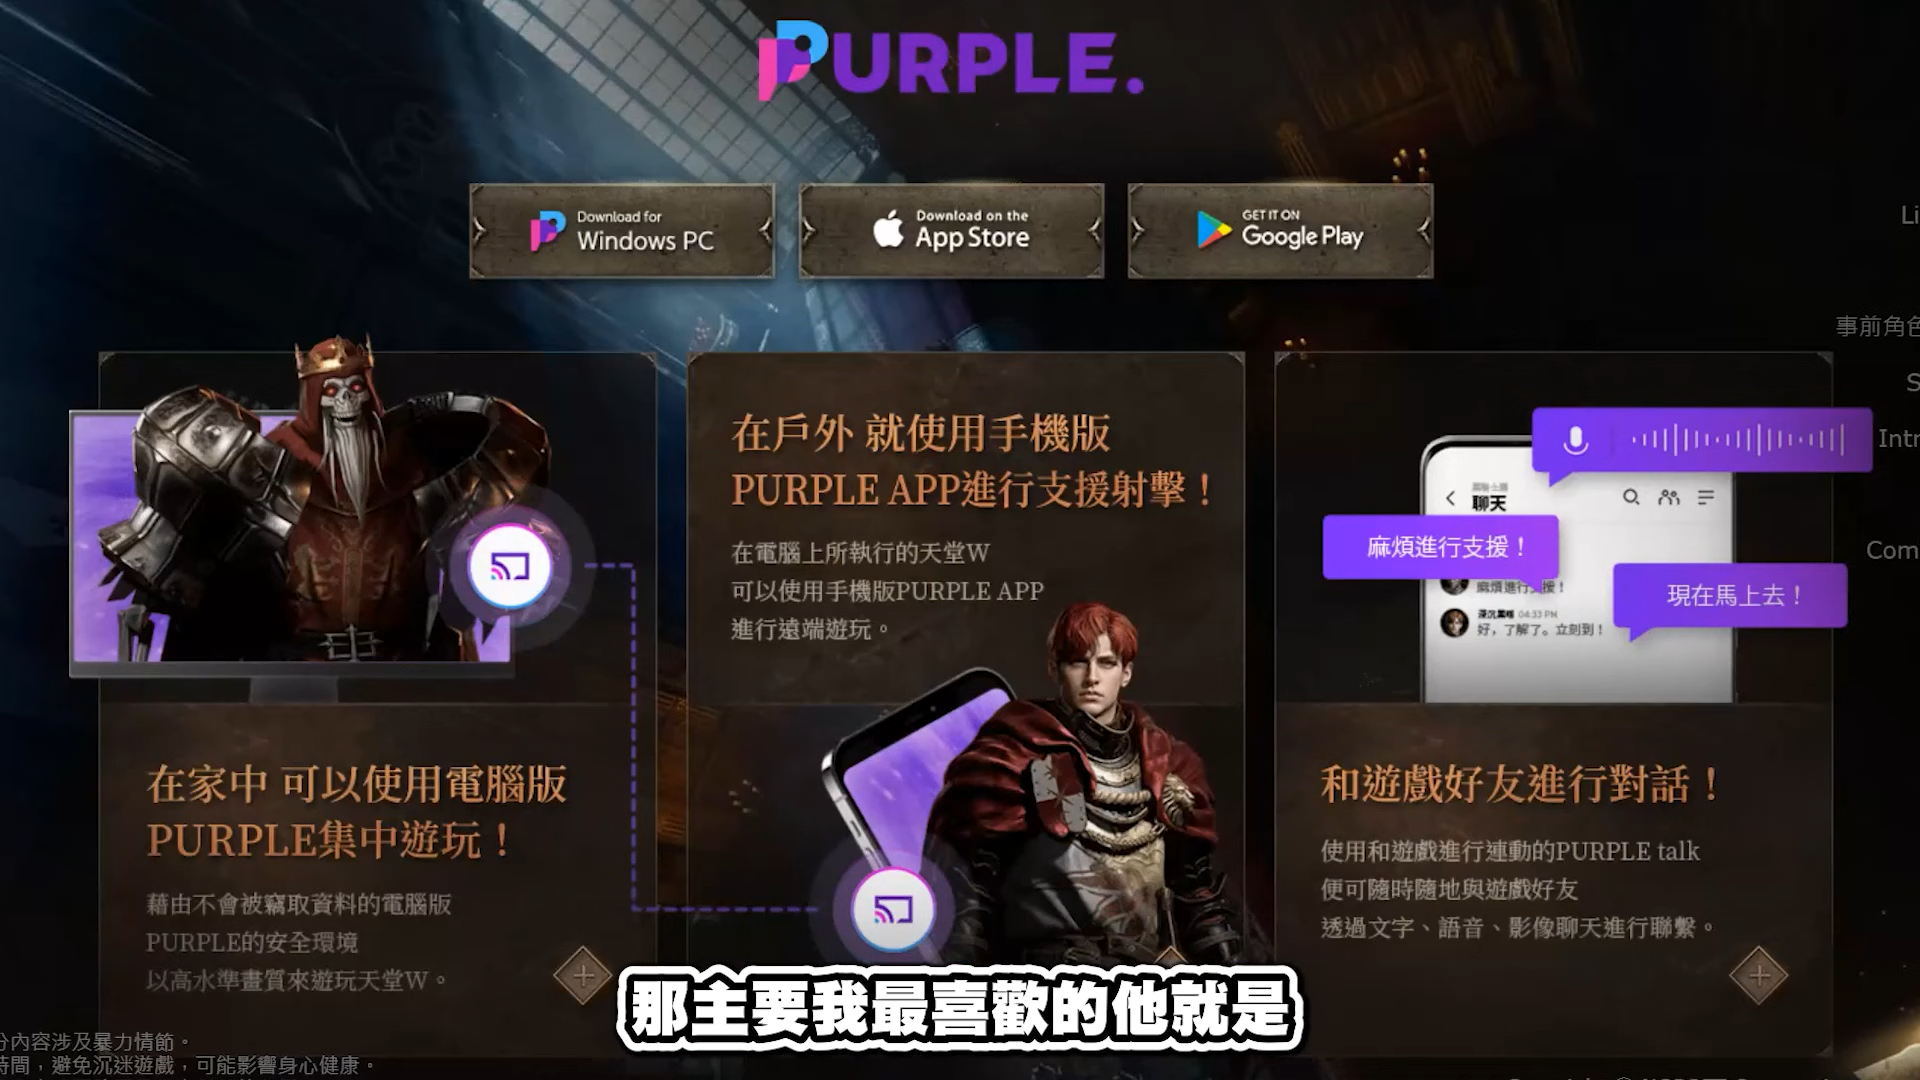 PURPLE.
Download for
Windows PC
Download on the
App Store
GET IT ON
Google Play
在戶外 就使用手機版
PURPLE APP進行支援射擊！
在電腦上所執行的天堂W
可以使用手機版PURPLE APP
進行遠端遊玩。
在家中 可以使用電腦版
PURPLE集中遊玩！
藉由不會被竊取資料的電腦版
PURPLE的安全環境
以高水準畫質來遊玩天堂W。
聊天
麻煩進行支援！
現在馬上去！
麻煩進行支援！
04:33 PM
好，了解了。立刻到！
和遊戲好友進行對話！
使用和遊戲進行連動的PURPLE talk
便可隨時隨地與遊戲好友
透過文字、語音、影像聊天進行聯繫。
Li
事前角色
S
Intr
Com
那主要我最喜歡的他就是
分內容涉及暴力情節。
時間，避免沉迷遊戲，可能影響身心健康。